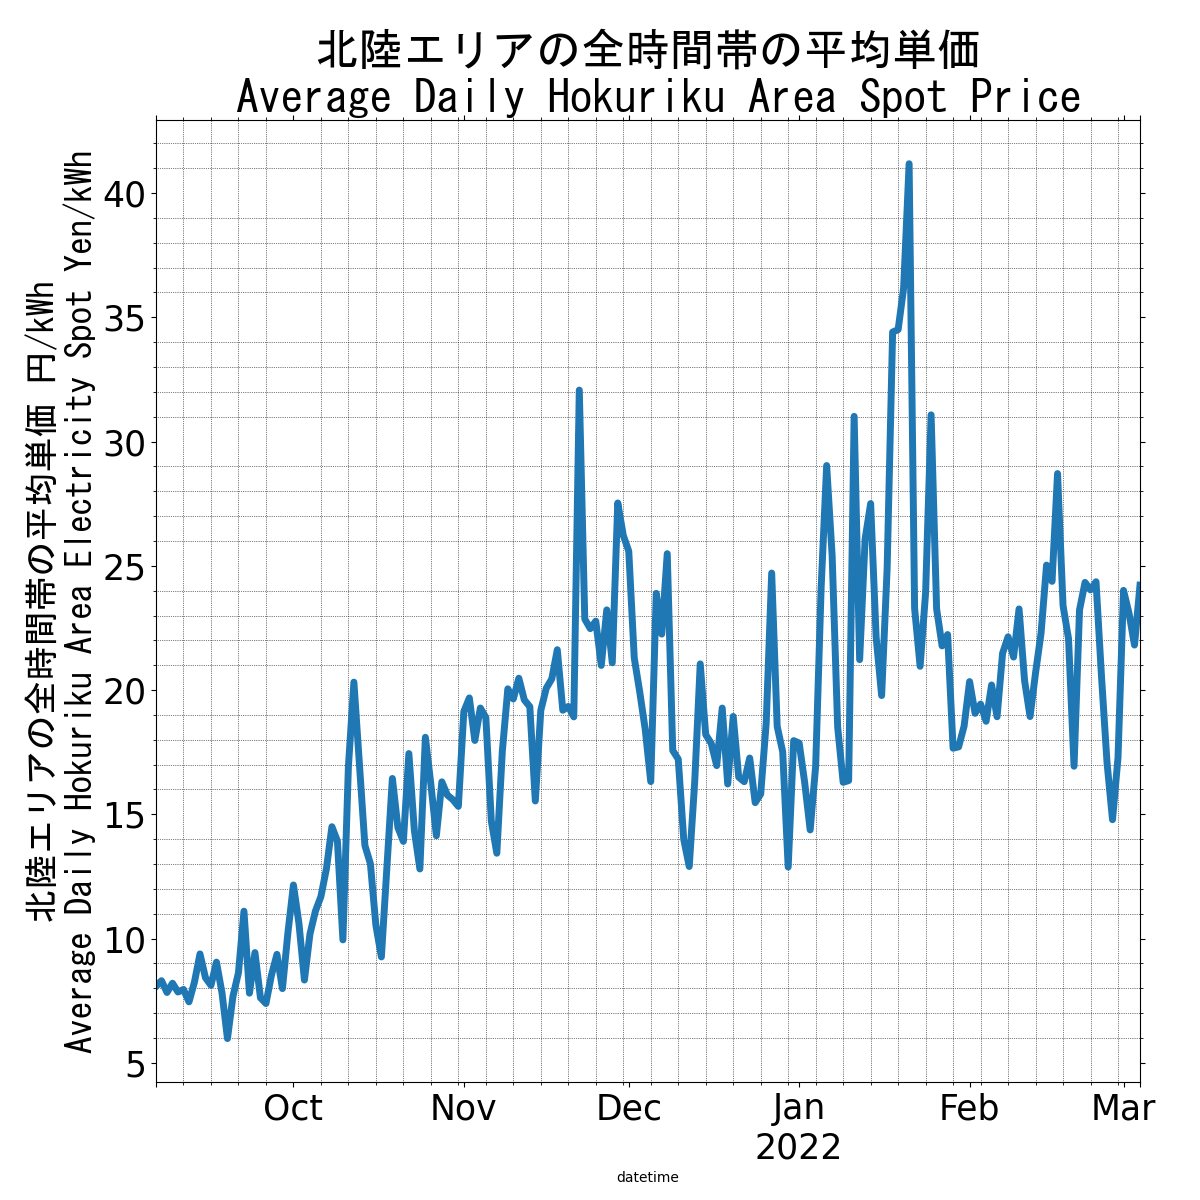 北陸エリアの全時間帯の平均単価
Average Daily Hokuriku Area Spot Price
北陸エリアの全時間帯の平均単価 円/kWh
Average Daily Hokuriku Area Electricity Spot Yen/kWh
40
35
30
25
20
15
10
5
Oct
Nov
Dec
Jan
2022
Feb
Mar
datetime